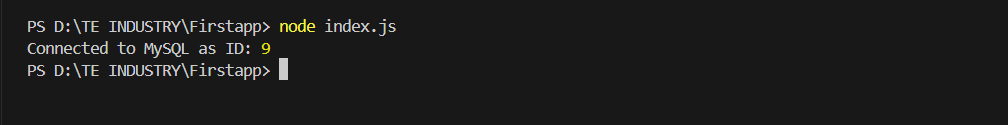 PS D:\TE INDUSTRY\Firstapp> node index.js
Connected to MySQL as ID: 9
PS D:\TE INDUSTRY\Firstapp>